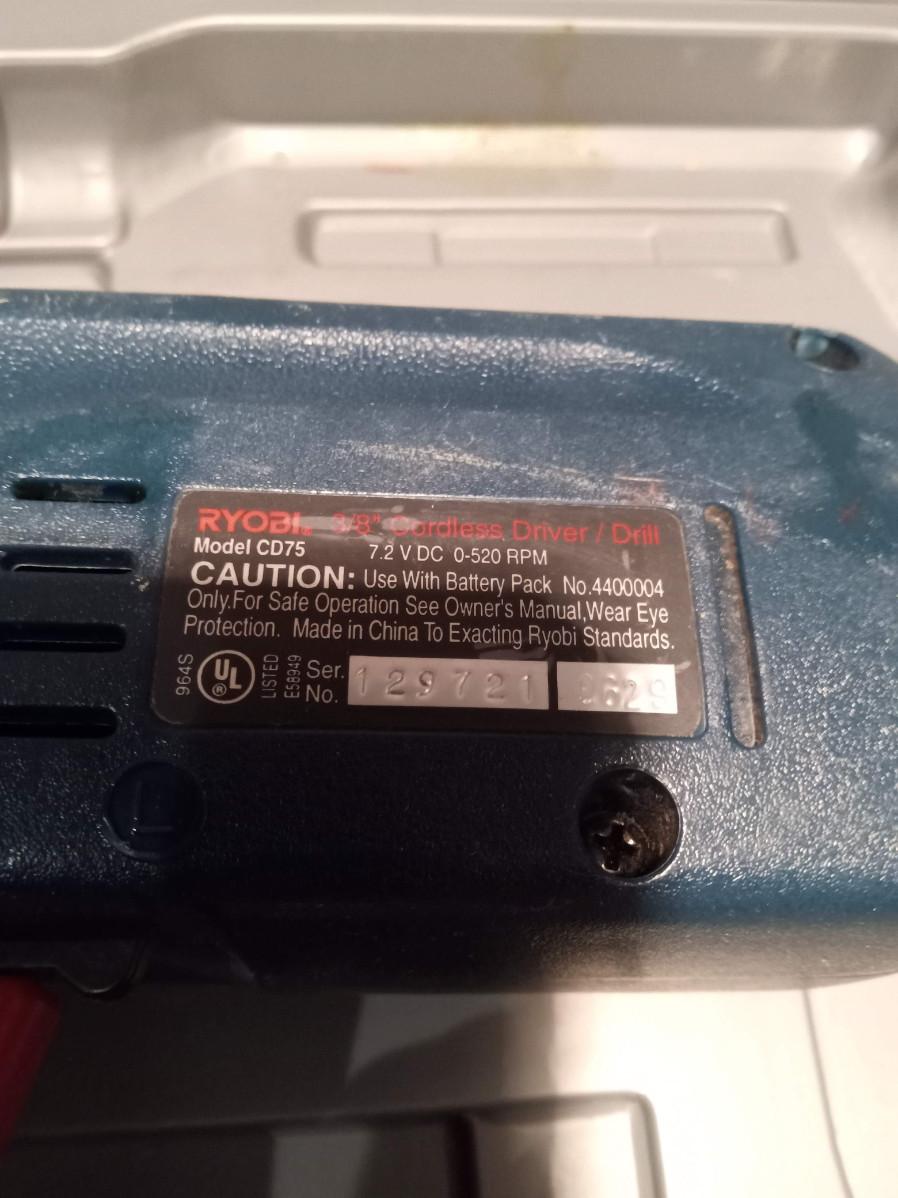 RYOBI® 3/8" Cordless Driver / Drill
Model CD75 7.2 V DC 0-520 RPM
CAUTION: Use With Battery Pack No.4400004
Only.For Safe Operation See Owner's Manual,Wear Eye
Protection. Made in China To Exacting Ryobi Standards.
964S
UL ®
LISTED
E58949
Ser.
No. 129721 9629
L